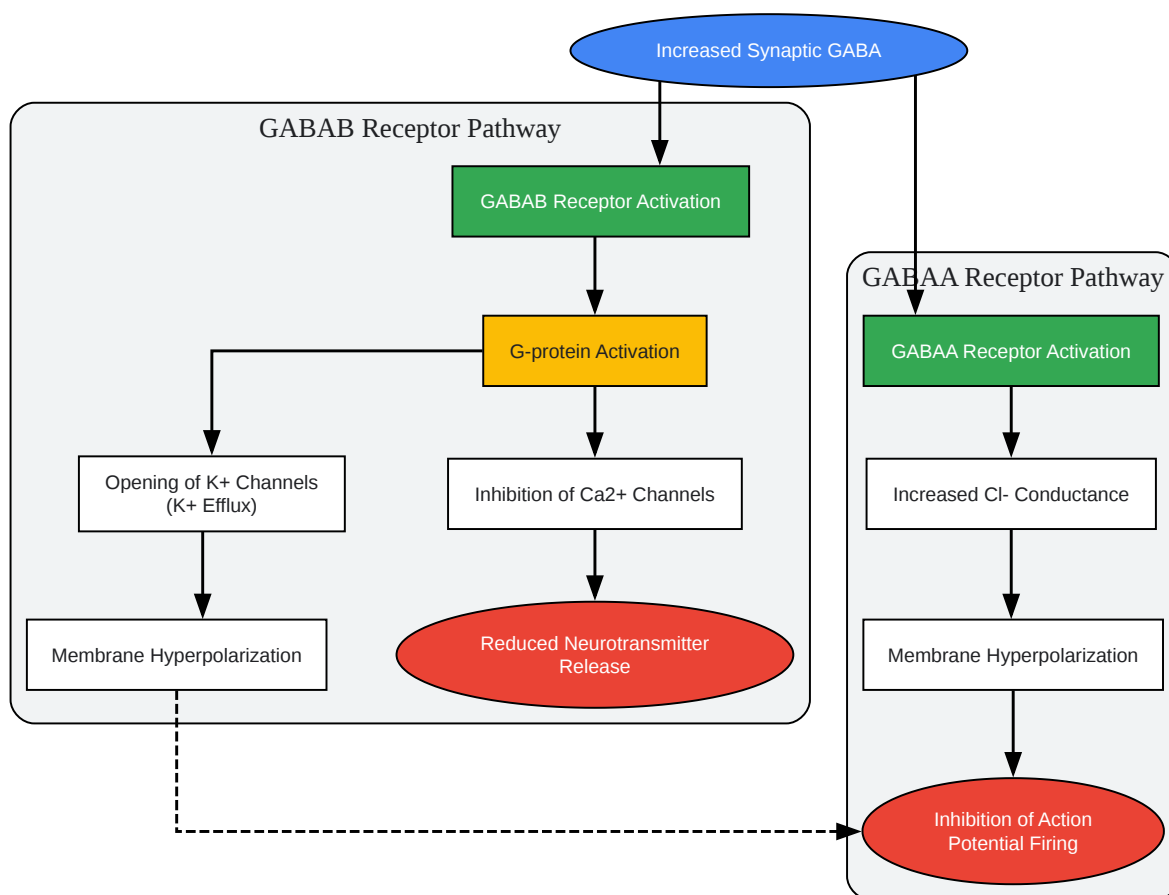 Increased Synaptic GABA
GABAB Receptor Pathway
GABAB Receptor Activation
G-protein Activation
Opening of K+ Channels
(K+ Efflux)
Inhibition of Ca2+ Channels
Membrane Hyperpolarization
Reduced Neurotransmitter
Release
GABAA Receptor Pathway
GABAA Receptor Activation
Increased Cl- Conductance
Membrane Hyperpolarization
Inhibition of Action
Potential Firing